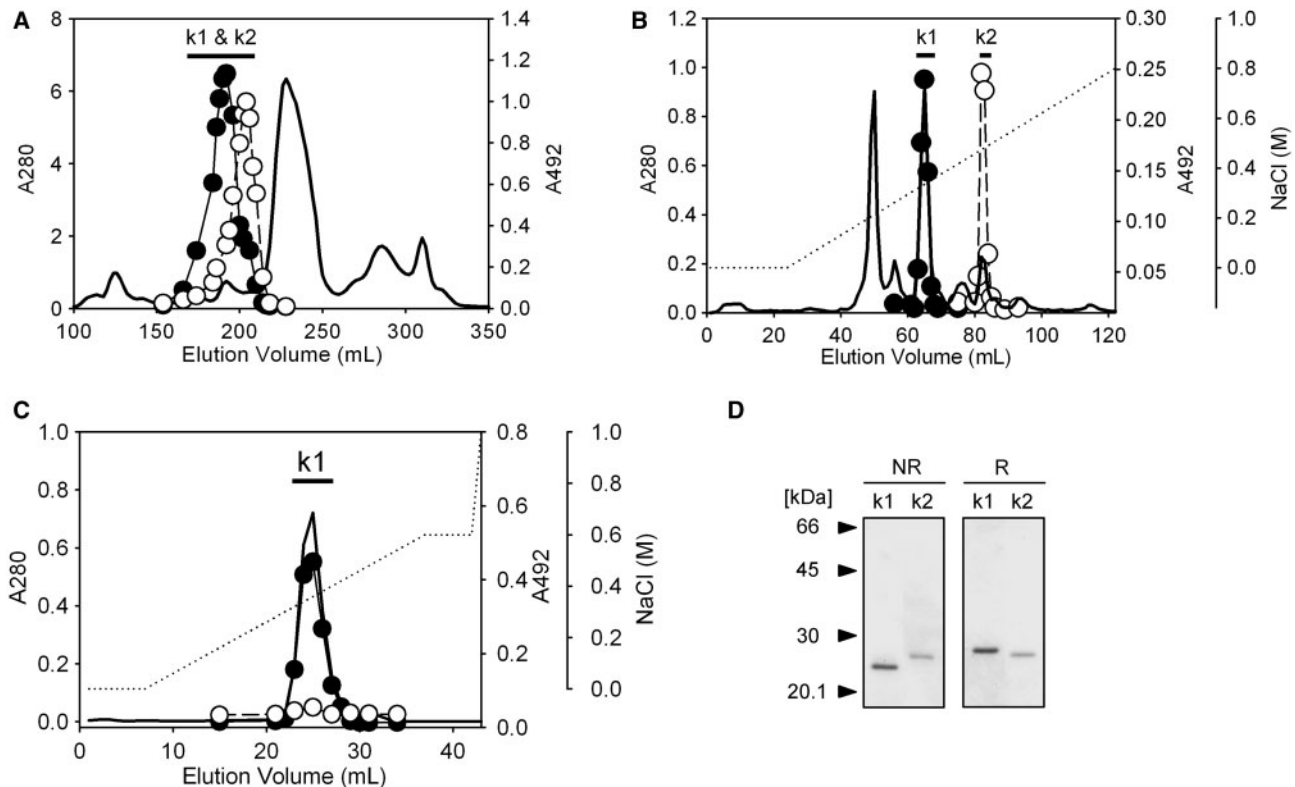 A
k1 & k2
A280
8
6
4
2
0
A492
1.4
1.2
1.0
0.8
0.6
0.4
0.2
0.0
100 150 200 250 300 350
Elution Volume (mL)
B
k1 k2
A280
1.2
1.0
0.8
0.6
0.4
0.2
0.0
A492
0.30
0.25
0.20
0.15
0.10
0.05
NaCl (M)
1.0
0.8
0.6
0.4
0.2
0.0
0 20 40 60 80 100 120
Elution Volume (mL)
C
k1
A280
1.0
0.8
0.6
0.4
0.2
0.0
A492
0.8
0.6
0.4
0.2
0.0
NaCl (M)
1.0
0.8
0.6
0.4
0.2
0.0
0 10 20 30 40
Elution Volume (mL)
D
NR R
[kDa] k1 k2 k1 k2
66
45
30
20.1